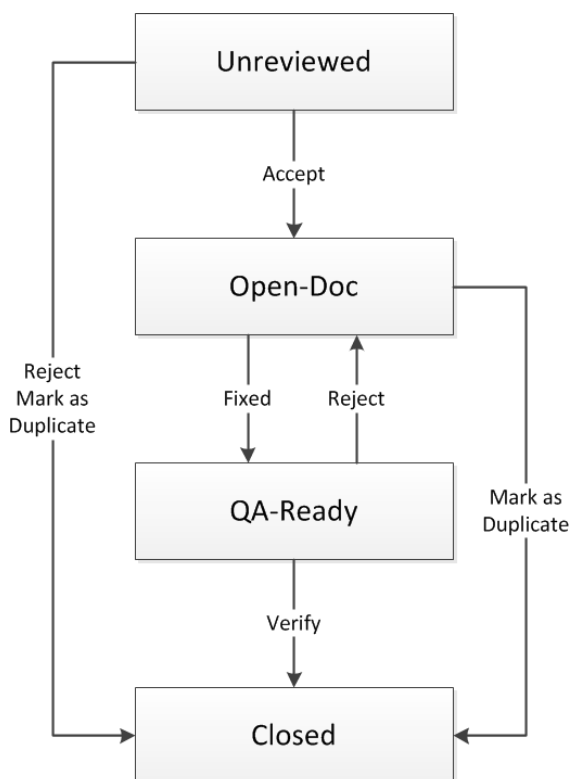 Unreviewed
Accept
Open-Doc
Reject
Mark as
Duplicate
Fixed
Reject
QA-Ready
Mark as
Duplicate
Verify
Closed